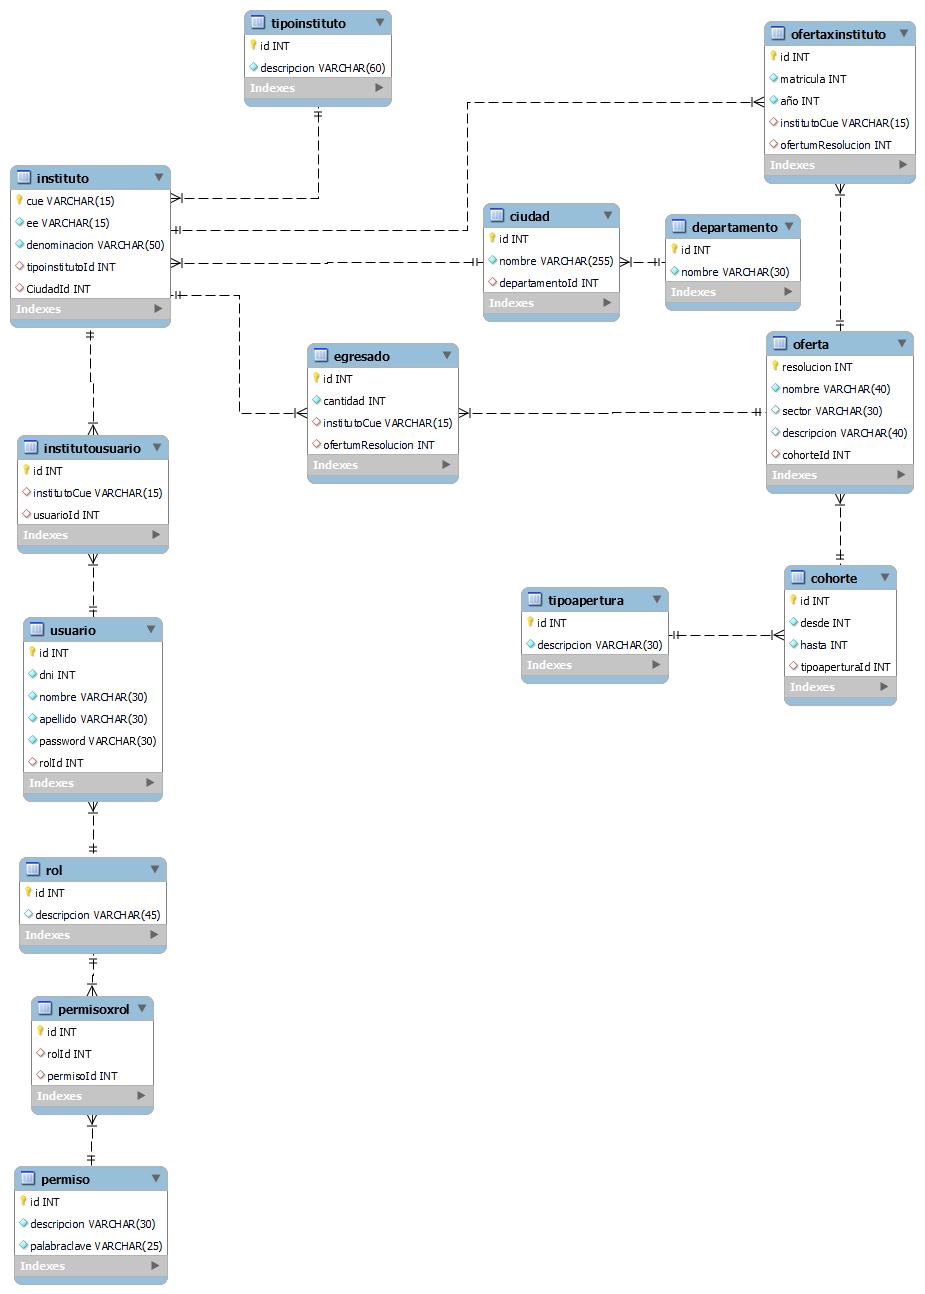 tipoinstituto
id INT
descripcion VARCHAR(60)
Indexes
ofertaxinstituto
id INT
matricula INT
año INT
institutoCue VARCHAR(15)
ofertumResolucion INT
Indexes
instituto
cue VARCHAR(15)
ee VARCHAR(15)
denominacion VARCHAR(50)
tipoinstitutoId INT
CiudadId INT
Indexes
ciudad
id INT
nombre VARCHAR(255)
departamentoId INT
Indexes
departamento
id INT
nombre VARCHAR(30)
Indexes
egresado
id INT
cantidad INT
institutoCue VARCHAR(15)
ofertumResolucion INT
Indexes
oferta
resolucion INT
nombre VARCHAR(40)
sector VARCHAR(30)
descripcion VARCHAR(40)
cohorteId INT
Indexes
institutousuario
id INT
institutoCue VARCHAR(15)
usuarioId INT
Indexes
tipoapertura
id INT
descripcion VARCHAR(30)
Indexes
cohorte
id INT
desde INT
hasta INT
tipoaperturaId INT
Indexes
usuario
id INT
dni INT
nombre VARCHAR(30)
apellido VARCHAR(30)
password VARCHAR(30)
rolId INT
Indexes
rol
id INT
descripcion VARCHAR(45)
Indexes
permisoxrol
id INT
rolId INT
permisoId INT
Indexes
permiso
id INT
descripcion VARCHAR(30)
palabraclave VARCHAR(25)
Indexes